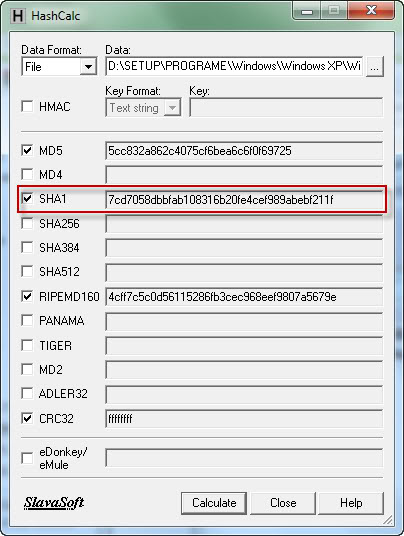 HashCalc
Data Format: Data:
File D:\SETUP\PROGRAME\Windows\Windows XP\Wi ...
Key Format: Key:
HMAC Text string
MD5 5cc832a862c4075cf6bea6c6f0f69725
MD4
SHA1 7cd7058dbbfab108316b20fe4cef989abebf211f
SHA256
SHA384
SHA512
RIPEMD160 4cff7c5c0d56115286fb3cec968eef9807a5679e
PANAMA
TIGER
MD2
ADLER32
CRC32 ffffffff
eDonkey/
eMule
SlavaSoft Calculate Close Help